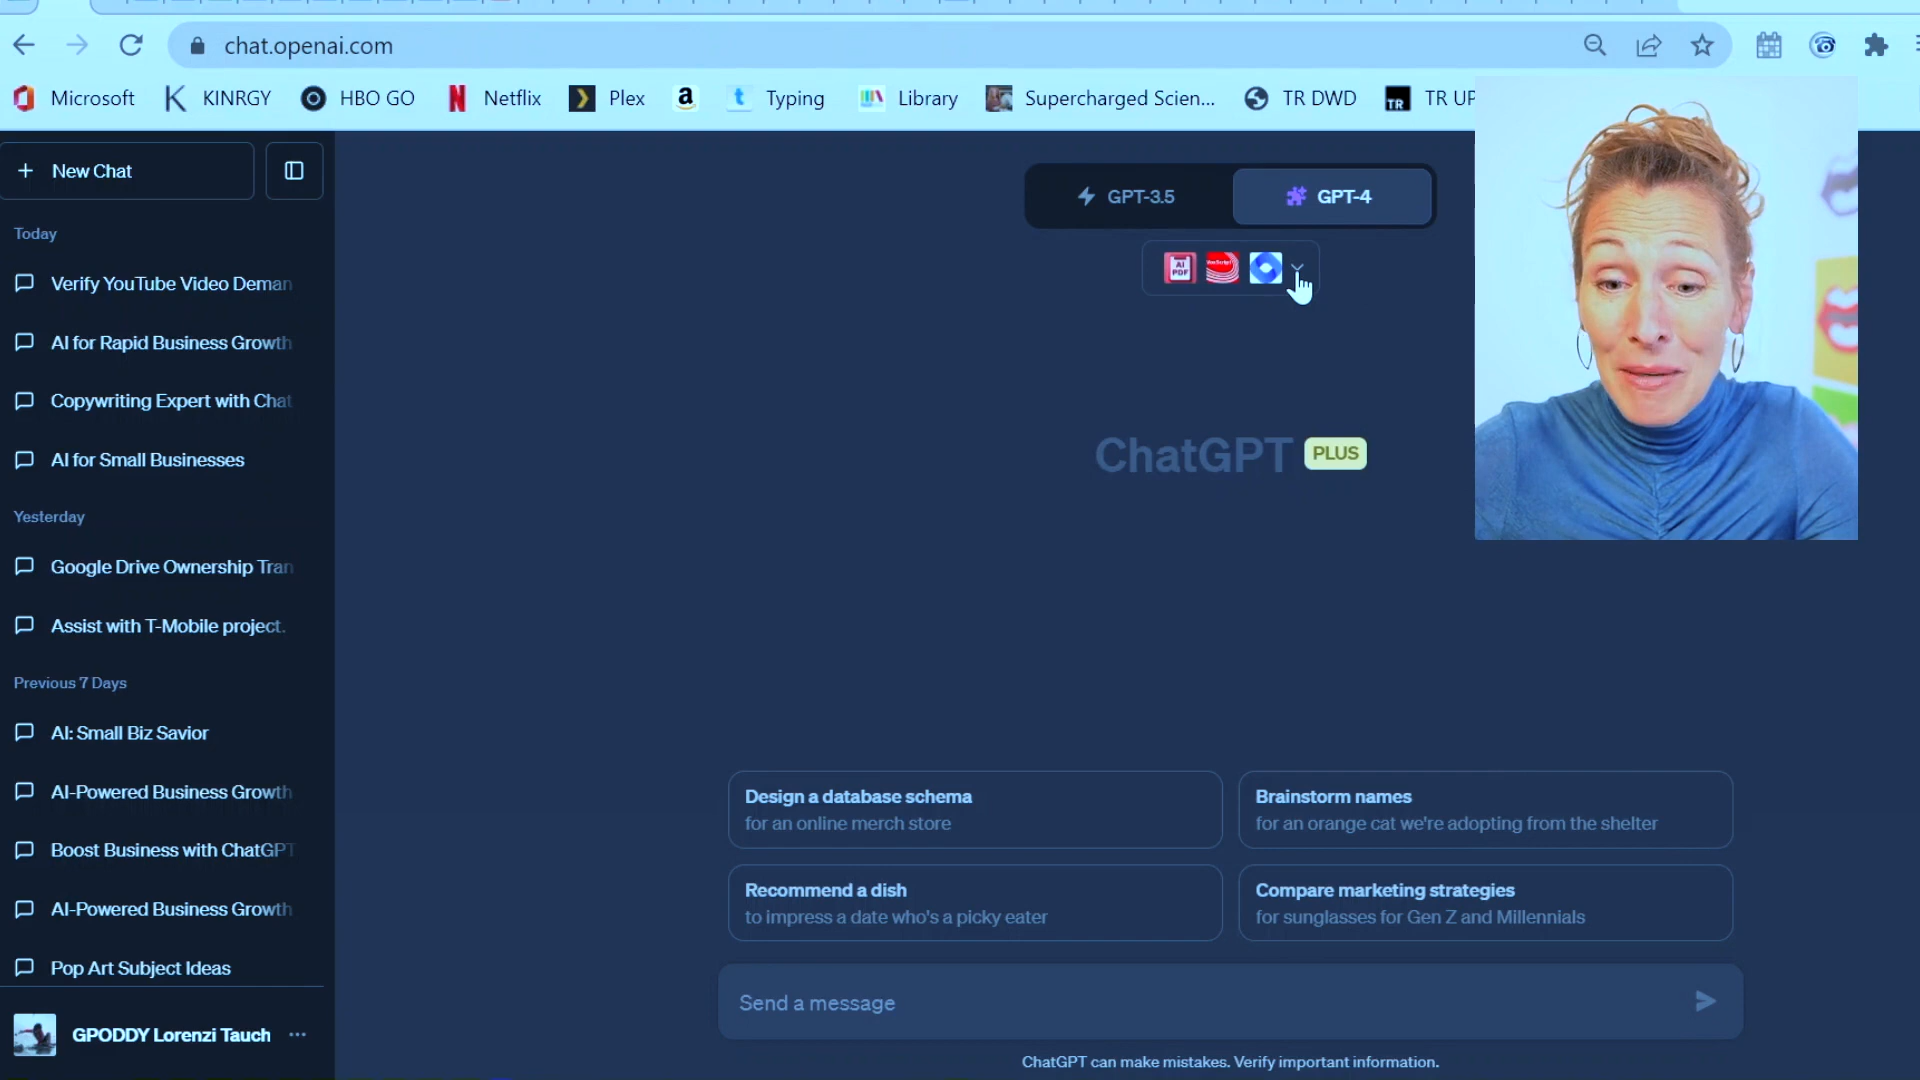 chat.openai.com
Microsoft
KINRGY
HBO GO
Netflix
Plex
a
t
Typing
Library
Supercharged Scien...
TR DWD
TR
TR UP
New Chat
GPT-3.5
GPT-4
AI
PDF
Today
Verify YouTube Video Deman
AI for Rapid Business Growth
Copywriting Expert with Chat
AI for Small Businesses
Yesterday
Google Drive Ownership Tran
Assist with T-Mobile project.
Previous 7 Days
AI: Small Biz Savior
AI-Powered Business Growth
Boost Business with ChatGPT
AI-Powered Business Growth
Pop Art Subject Ideas
GPODDY Lorenzi Tauch
ChatGPT PLUS
Design a database schema
for an online merch store
Brainstorm names
for an orange cat we're adopting from the shelter
Recommend a dish
to impress a date who's a picky eater
Compare marketing strategies
for sunglasses for Gen Z and Millennials
Send a message
ChatGPT can make mistakes. Verify important information.